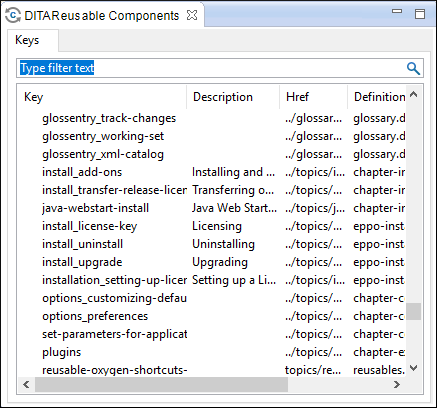 DITAReusable Components
Keys
Type filter text
Key Description Href Definition
glossentry_track-changes ../glossar... glossary.d
glossentry_working-set ../glossar... glossary.d
glossentry_xml-catalog ../glossar... glossary.d
install_add-ons Installing and ... ../topics/i... chapter-in
install_transfer-release-licer Transferring o... ../topics/i... chapter-in
java-webstart-install Java Web Start... ../topics/j... chapter-in
install_license-key Licensing ../topics/i... eppo-inst
install_uninstall Uninstalling ../topics/i... eppo-inst
install_upgrade Upgrading ../topics/i... eppo-inst
installation_setting-up-licer Setting up a Li... ../topics/i... eppo-inst
options_customizing-defau ../topics/... chapter-c
options_preferences ../topics/... chapter-c
set-parameters-for-applicat ../topics/... chapter-c
plugins ../topics/... chapter-e
reusable-oxygen-shortcuts- topics/re... reusables.